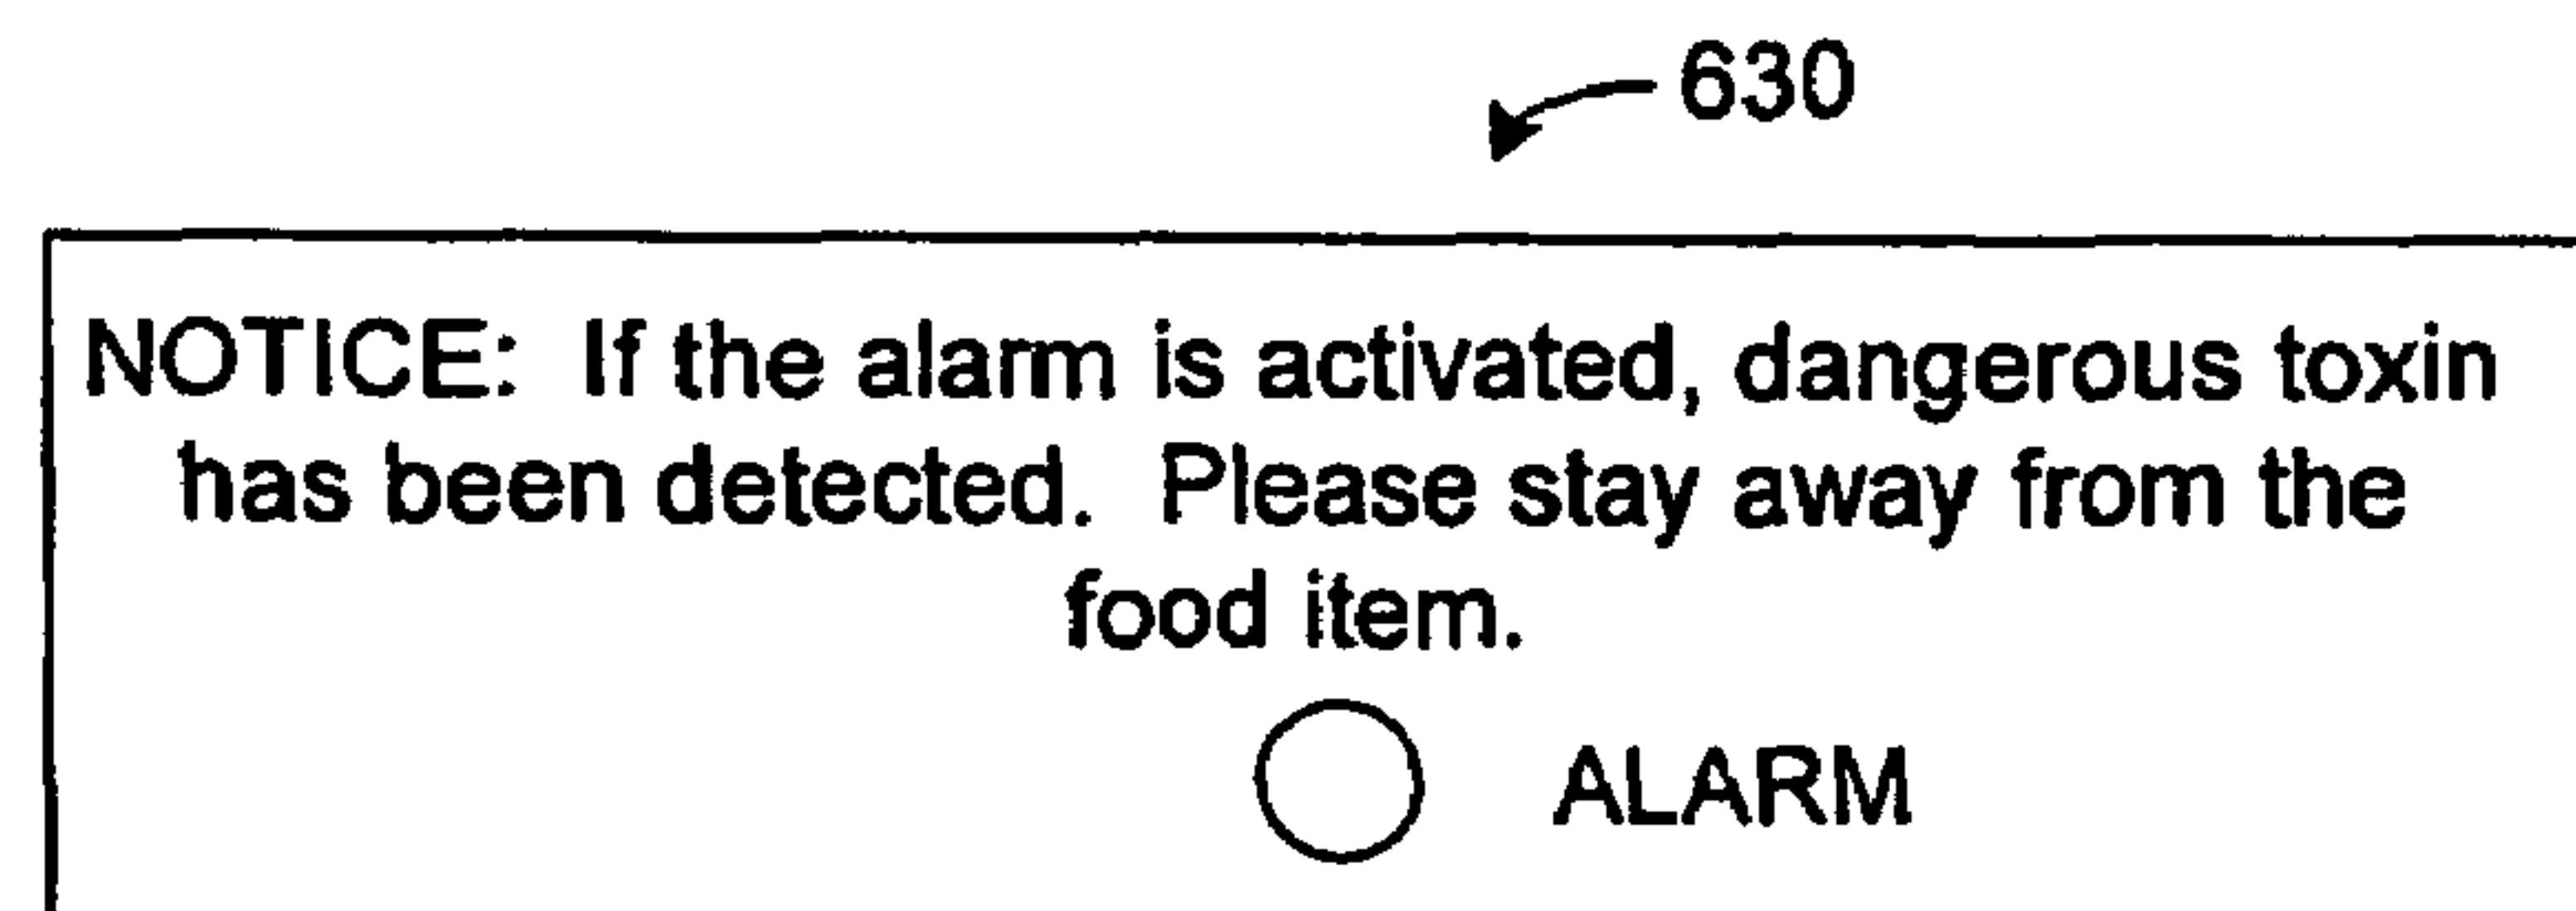 630
NOTICE: If the alarm is activated, dangerous toxin
has been detected. Please stay away from the
food item.
ALARM